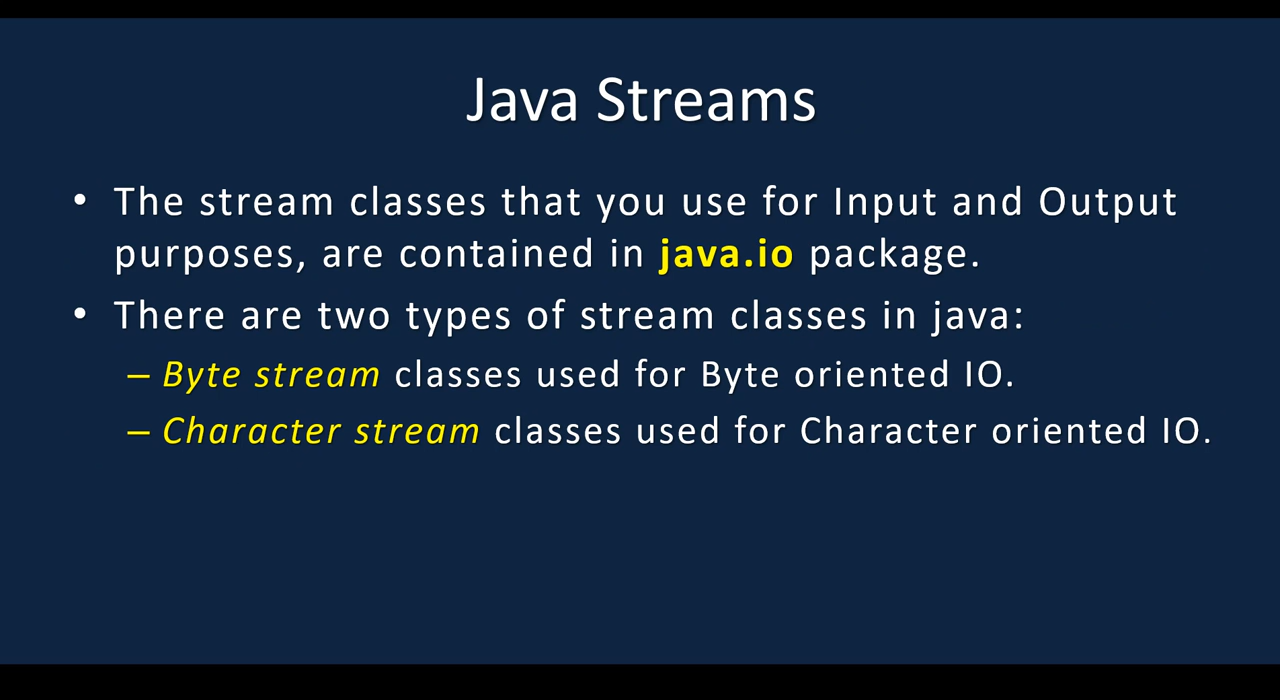 Java Streams
• The stream classes that you use for Input and Output
purposes, are contained in java.io package.
• There are two types of stream classes in java:
– Byte stream classes used for Byte oriented IO.
– Character stream classes used for Character oriented IO.